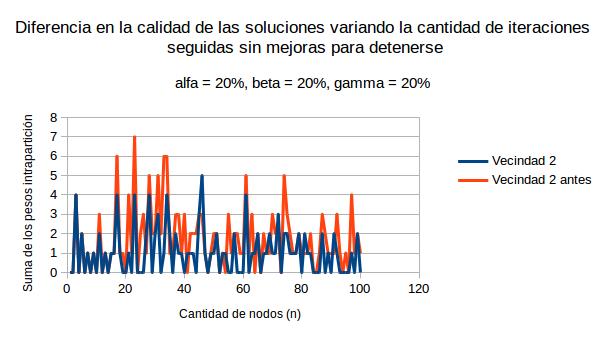 Diferencia en la calidad de las soluciones variando la cantidad de iteraciones
seguidas sin mejoras para detenerse
alfa = 20%, beta = 20%, gamma = 20%
Suma de los pesos intrapartición
8
7
6
5
4
3
2
1
0
0 20 40 60 80 100 120
Cantidad de nodos (n)
Vecindad 2
Vecindad 2 antes